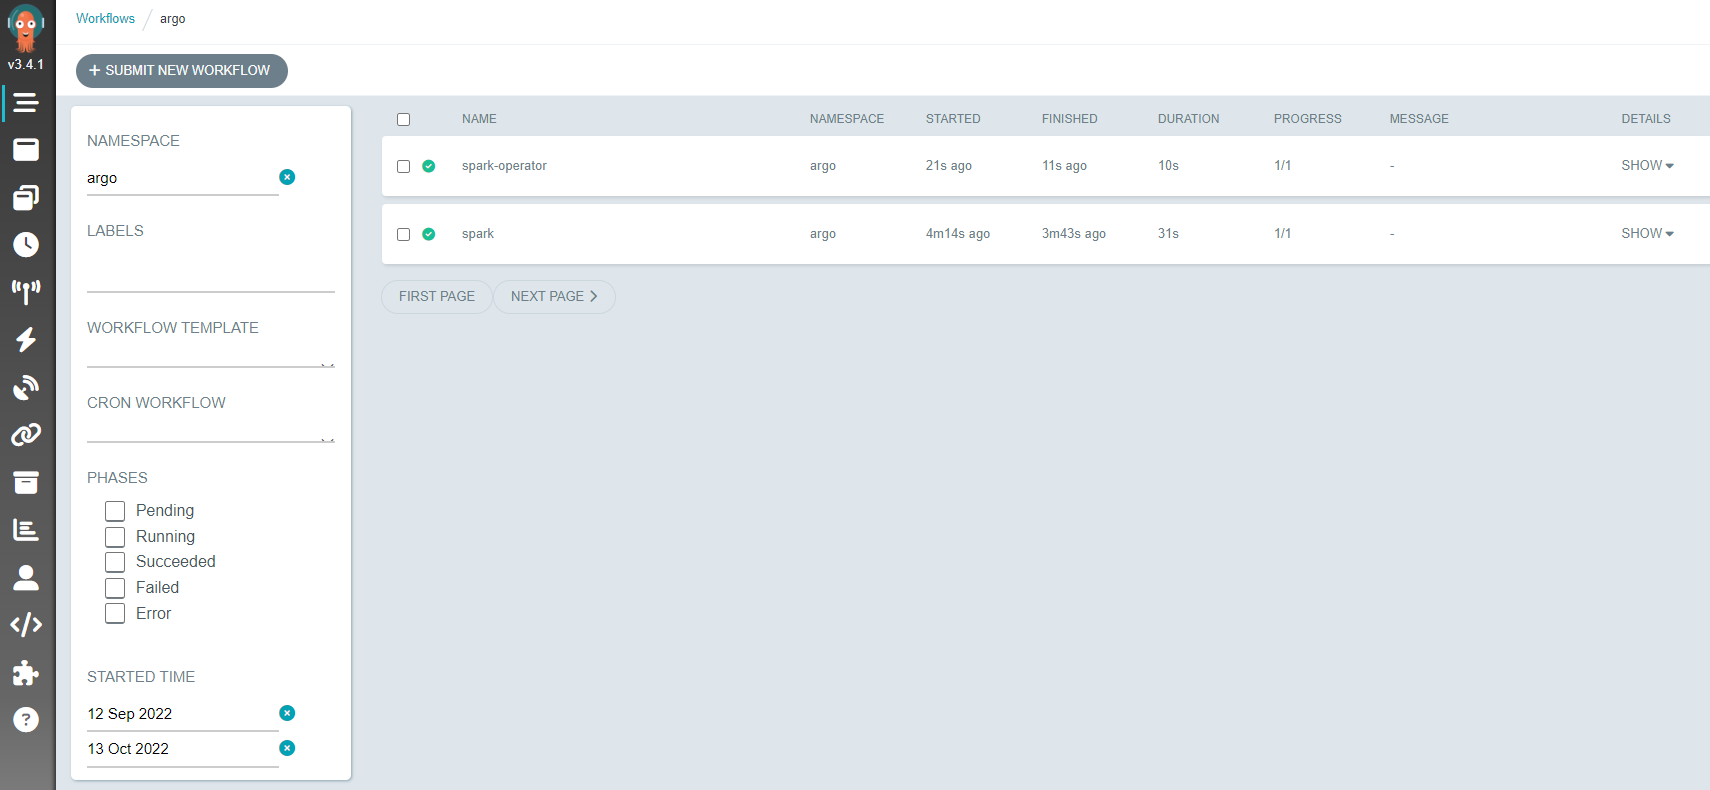 Workflows / argo
v3.4.1
+ SUBMIT NEW WORKFLOW
NAMESPACE
argo
LABELS
WORKFLOW TEMPLATE
CRON WORKFLOW
PHASES
Pending
Running
Succeeded
Failed
Error
STARTED TIME
12 Sep 2022
13 Oct 2022
NAME NAMESPACE STARTED FINISHED DURATION PROGRESS MESSAGE DETAILS
spark-operator argo 21s ago 11s ago 10s 1/1 - SHOW
spark argo 4m14s ago 3m43s ago 31s 1/1 - SHOW
FIRST PAGE NEXT PAGE